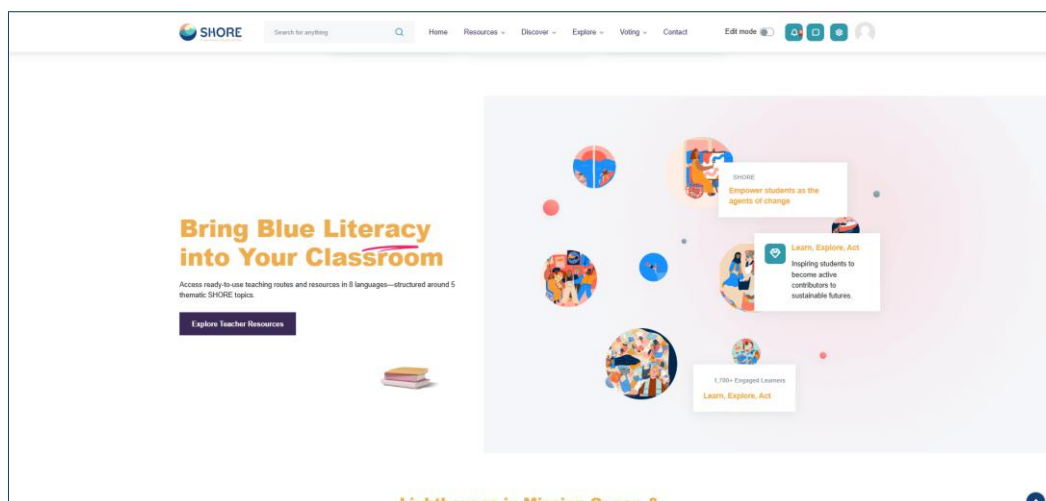 SHORE
Search for anything
Home Resources Discover Explore Voting Contact
Edit mode
Bring Blue Literacy
into Your Classroom
Access ready-to-use teaching routes and resources in 8 languages—structured around 5
thematic SHORE topics.
Explore Teacher Resources
SHORE
Empower students as the
agents of change
Learn, Explore, Act
Inspiring students to
become active
contributors to
sustainable futures.
1,700+ Engaged Learners
Learn, Explore, Act